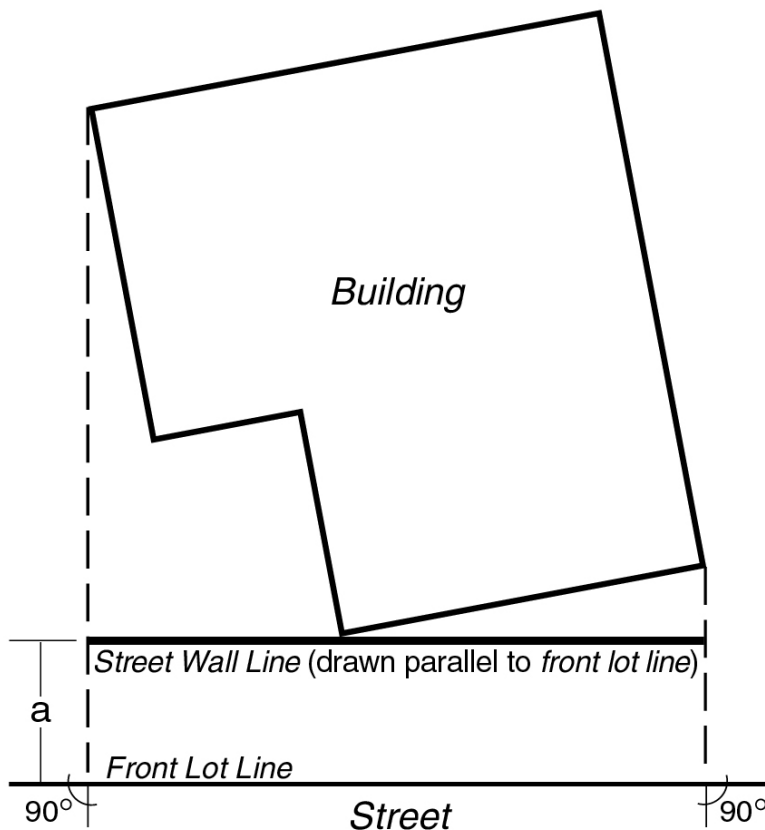 Building
Street Wall Line (drawn parallel to front lot line)
a
Front Lot Line
90°
Street
90°